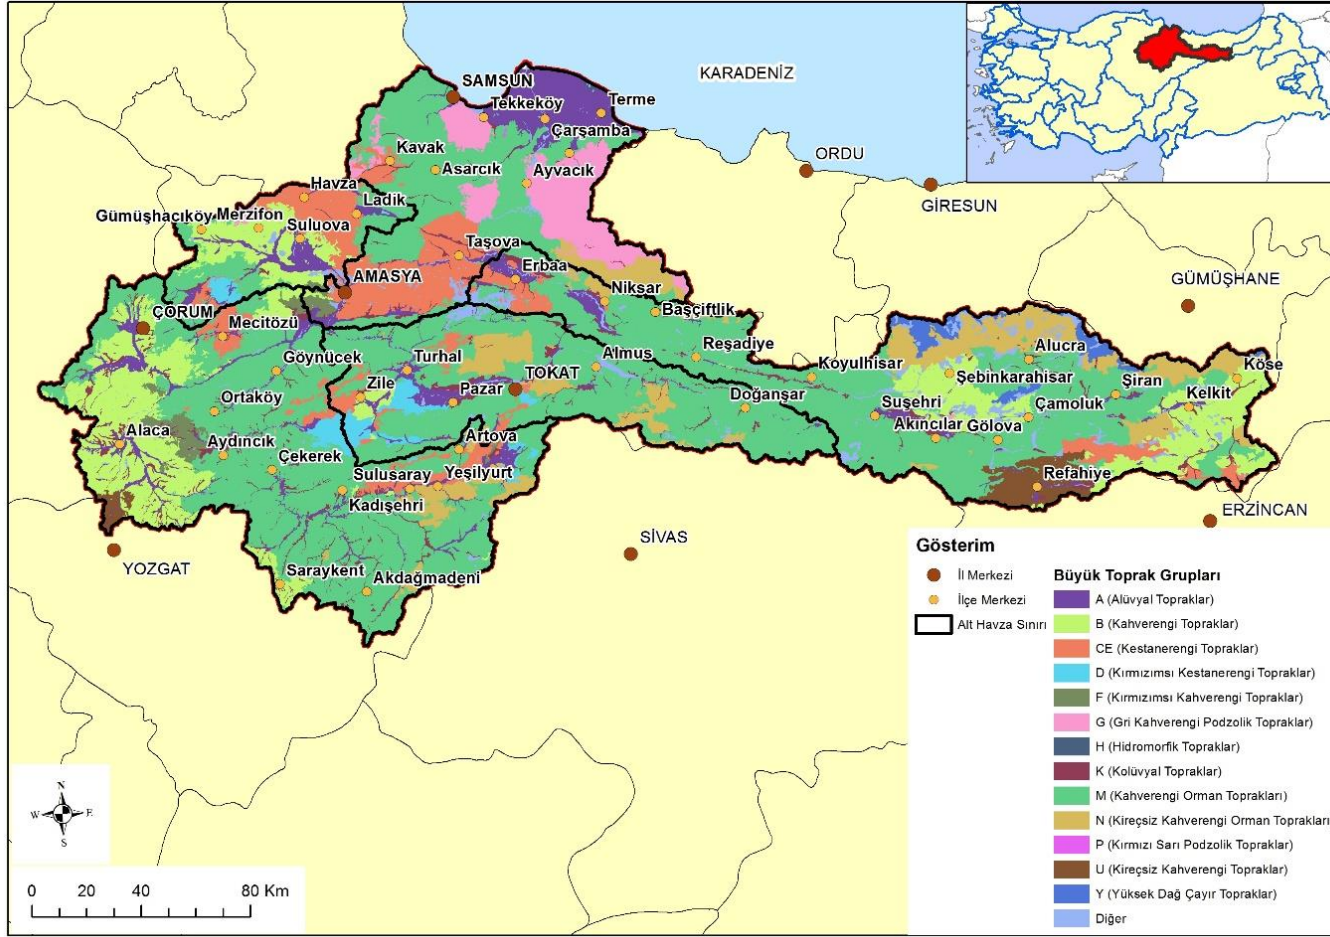 KARADENİZ
SAMSUN
Tekkeköy
Terme
Çarşamba
Kavak
Asarcık
Ayvacık
ORDU
GİRESUN
Havza
Ladik
Gümüşhacıköy
Merzifon
Suluova
Taşova
Erbaa
AMASYA
Niksar
GÜMÜŞHANE
Başçiftlik
ÇORUM
Mecitözü
Göynücek
Turhal
Almuş
Reşadiye
Koyulhisar
Alucra
Köse
Zile
Pazar
TOKAT
Şebinkarahisar
Şiran
Kelkit
Ortaköy
Doğanşar
Suşehri
Çamoluk
Alaca
Aydıncık
Artova
Akıncılar
Gölova
Çekerek
Sulusaray
Yeşilyurt
Refahiye
Kadışehri
ERZİNCAN
SİVAS
YOZGAT
Saraykent
Akdağmadeni
Gösterim
İl Merkezi
İlçe Merkezi
Alt Havza Sınırı
Büyük Toprak Grupları
A (Alüvyal Topraklar)
B (Kahverengi Topraklar)
CE (Kestanerengi Topraklar)
D (Kırmızımsı Kestanerengi Topraklar)
F (Kırmızımsı Kahverengi Topraklar)
G (Gri Kahverengi Podzolik Topraklar)
H (Hidromorfik Topraklar)
K (Kolüvyal Topraklar)
M (Kahverengi Orman Toprakları)
N (Kireçsiz Kahverengi Orman Toprakları
P (Kırmızı Sarı Podzolik Topraklar)
U (Kireçsiz Kahverengi Topraklar)
Y (Yüksek Dağ Çayır Topraklar)
Diğer
N
W E
S
0 20 40 80 Km